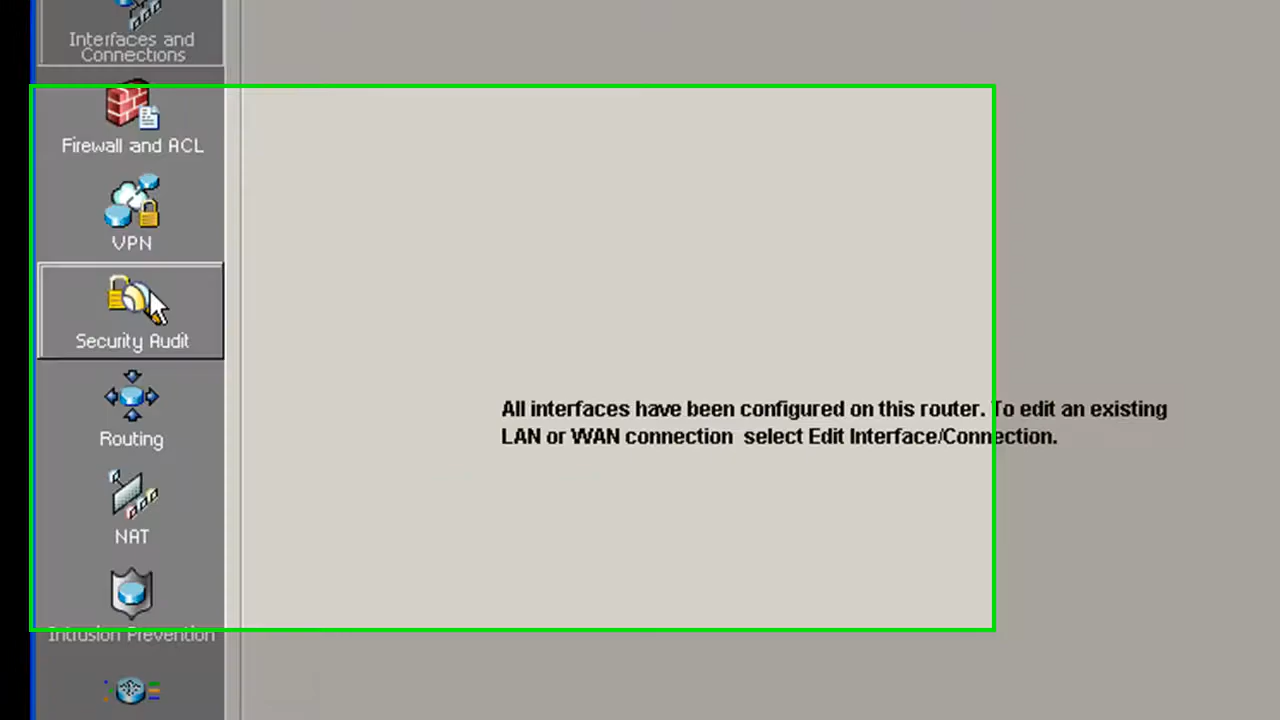 Interfaces and
Connections
Firewall and ACL
VPN
Security Audit
Routing
NAT
Intrusion Prevention
All interfaces have been configured on this router. To edit an existing
LAN or WAN connection select Edit Interface/Connection.